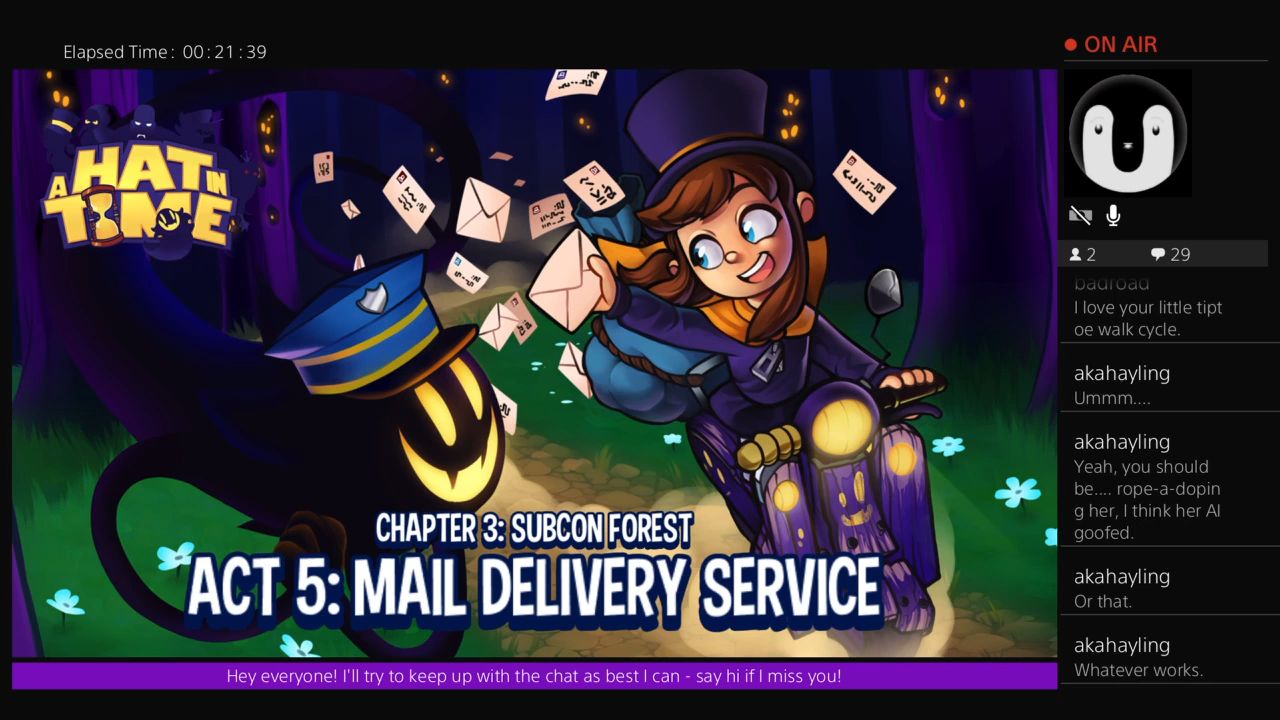 Elapsed Time: 00:21:39
ON AIR
A HAT IN
TIME
2
29
badroad
I love your little tipt
oe walk cycle.
akahayling
Ummm....
akahayling
Yeah, you should
be.... rope-a-dopin
g her, I think her AI
goofed.
akahayling
Or that.
akahayling
Whatever works.
CHAPTER 3: SUBCON FOREST
ACT 5: MAIL DELIVERY SERVICE
Hey everyone! I'll try to keep up with the chat as best I can - say hi if I miss you!